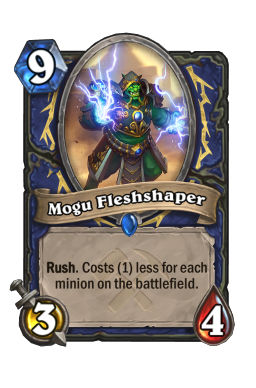 9
Mogu Fleshshaper
Rush. Costs (1) less for each
minion on the battlefield.
3
4